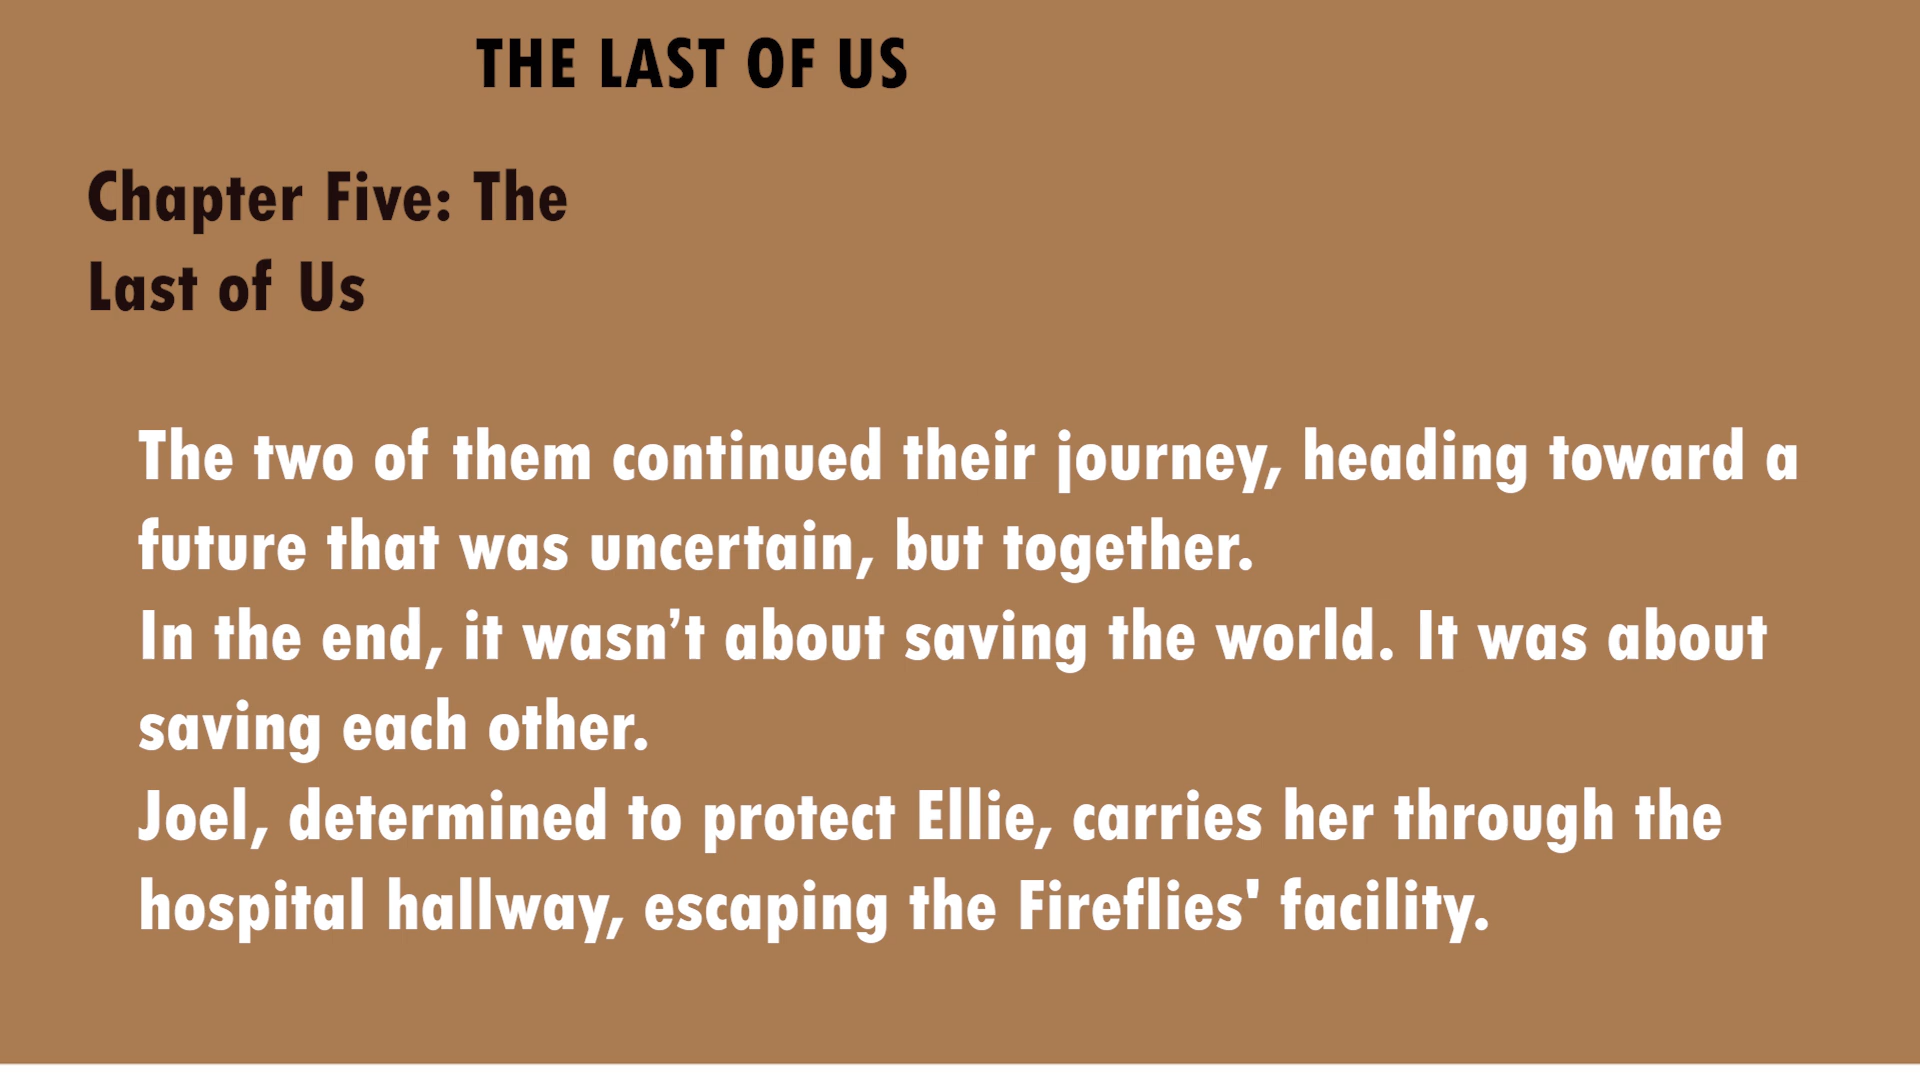 THE LAST OF US
Chapter Five: The
Last of Us
The two of them continued their journey, heading toward a
future that was uncertain, but together.
In the end, it wasn’t about saving the world. It was about
saving each other.
Joel, determined to protect Ellie, carries her through the
hospital hallway, escaping the Fireflies' facility.